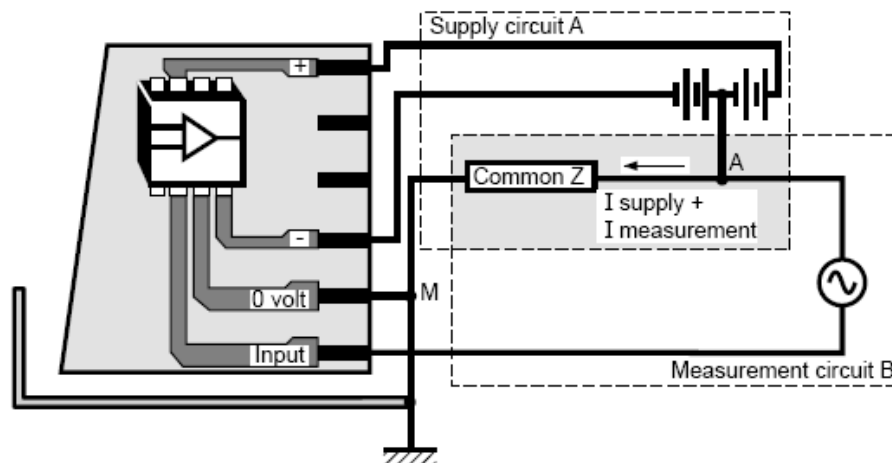 Supply circuit A
+
A
Common Z
I supply +
I measurement
-
M
0 volt
Input
Measurement circuit B